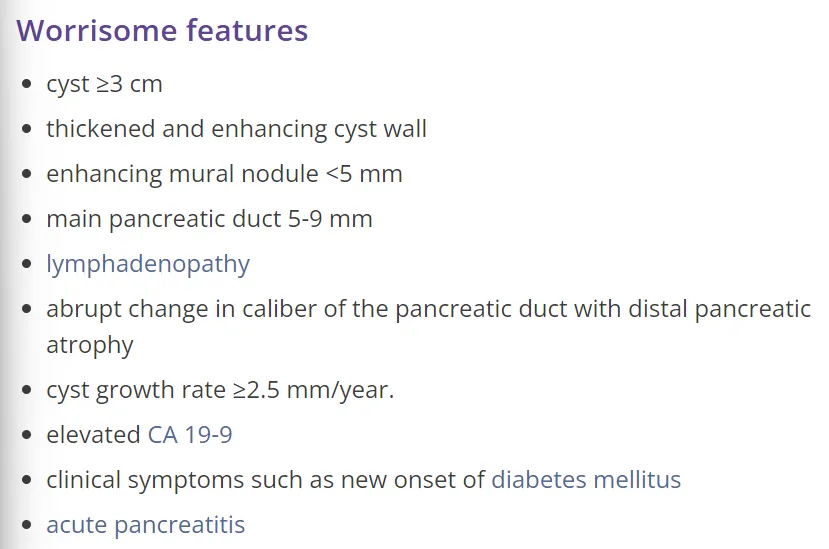 Worrisome features
• cyst ≥3 cm
• thickened and enhancing cyst wall
• enhancing mural nodule <5 mm
• main pancreatic duct 5-9 mm
• lymphadenopathy
• abrupt change in caliber of the pancreatic duct with distal pancreatic
atrophy
• cyst growth rate ≥2.5 mm/year.
• elevated CA 19-9
• clinical symptoms such as new onset of diabetes mellitus
• acute pancreatitis